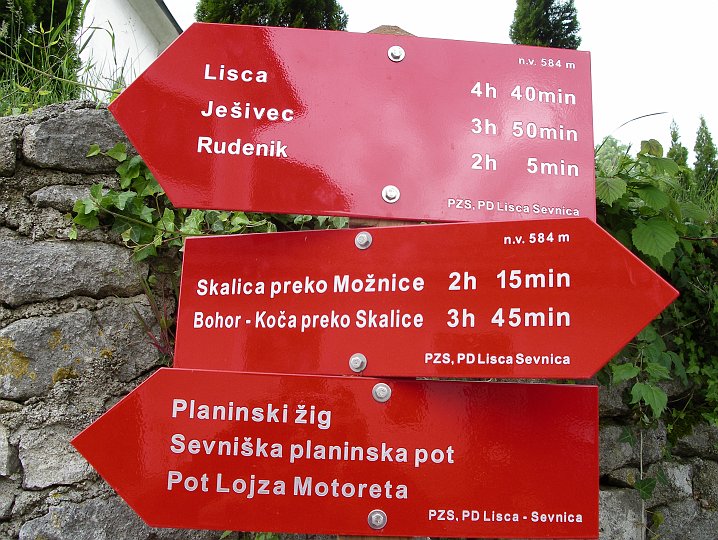 n.v. 584 m
Lisca 4h 40min
Ješivec 3h 50min
Rudenik 2h 5min
PZS, PD Lisca Sevnica
n.v. 584 m
Skalica preko Možnice 2h 15min
Bohor - Koča preko Skalice 3h 45min
PZS, PD Lisca Sevnica
Planinski žig
Sevniška planinska pot
Pot Lojza Motoreta
PZS, PD Lisca - Sevnica